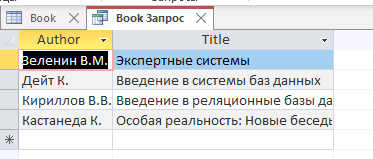 Book
Book Запрос
Author Title
Зеленин В.М. Экспертные системы
Дейт К. Введение в системы баз данных
Кириллов В.В. Введение в реляционные базы да
Кастанеда К. Особая реальность: Новые бесед